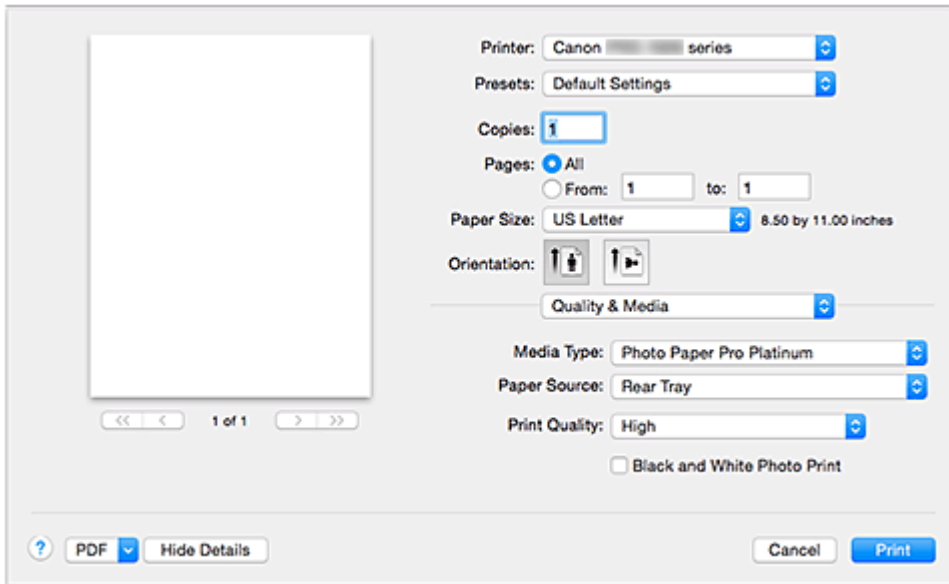 Printer: Canon series
Presets: Default Settings
Copies: 1
Pages: All
From: 1 to: 1
Paper Size: US Letter 8.50 by 11.00 inches
Orientation:
Quality & Media
Media Type: Photo Paper Pro Platinum
Paper Source: Rear Tray
<< < 1 of 1 > >>
Print Quality: High
Black and White Photo Print
? PDF Hide Details Cancel Print